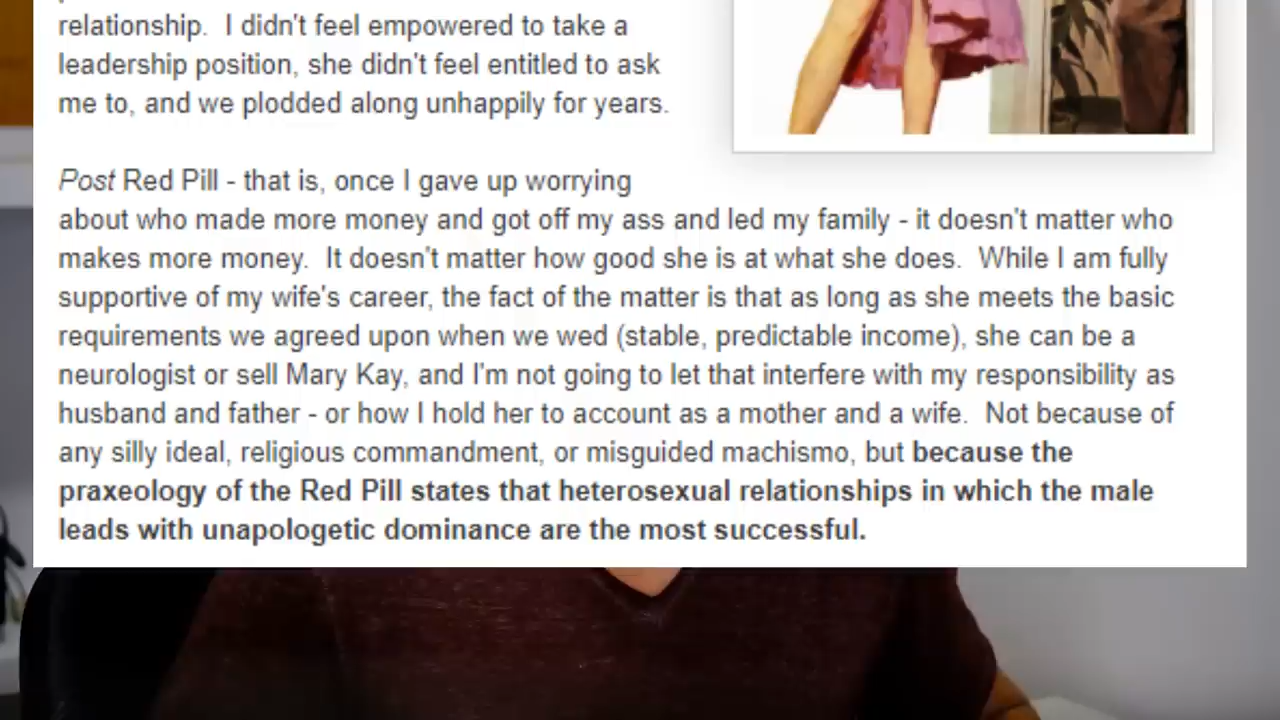 relationship.  I didn't feel empowered to take a
leadership position, she didn't feel entitled to ask
me to, and we plodded along unhappily for years.
Post Red Pill - that is, once I gave up worrying
about who made more money and got off my ass and led my family - it doesn't matter who
makes more money.  It doesn't matter how good she is at what she does.  While I am fully
supportive of my wife's career, the fact of the matter is that as long as she meets the basic
requirements we agreed upon when we wed (stable, predictable income), she can be a
neurologist or sell Mary Kay, and I'm not going to let that interfere with my responsibility as
husband and father - or how I hold her to account as a mother and a wife.  Not because of
any silly ideal, religious commandment, or misguided machismo, but because the
praxeology of the Red Pill states that heterosexual relationships in which the male
leads with unapologetic dominance are the most successful.